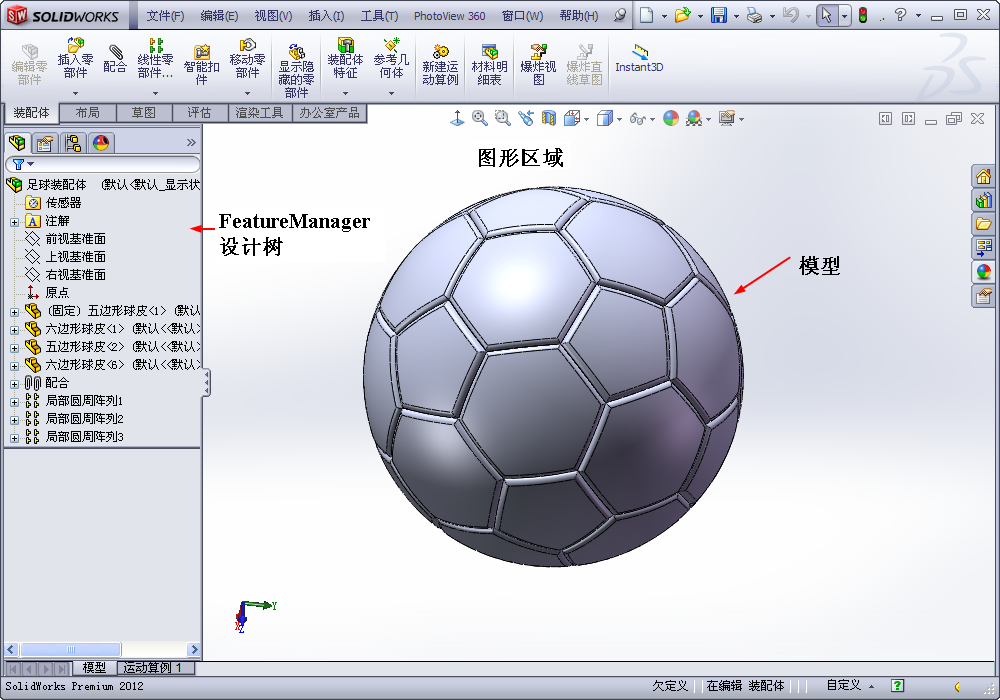 SOLIDWORKS 文件(F) 编辑(E) 视图(V) 插入(I) 工具(T) PhotoView 360 窗口(W) 帮助(H)
编辑零部件
插入零部件
配合
线性零部件...
智能扣件
移动零部件
显示隐藏的零部件
装配体特征
参考几何体
新建运动算例
材料明细表
爆炸视图
爆炸直线草图
Instant3D
装配体 布局 草图 评估 渲染工具 办公室产品
图形区域
足球装配体 (默认<默认_显示状
传感器
注解
前视基准面
上视基准面
右视基准面
原点
(固定) 五边形球皮<1> (默认
六边形球皮<1> (默认<<默认>
五边形球皮<2> (默认<<默认>
六边形球皮<6> (默认<<默认>
配合
局部圆周阵列1
局部圆周阵列2
局部圆周阵列3
FeatureManager
设计树
模型
Y
X
Z
模型 运动算例 1
SolidWorks Premium 2012 欠定义 在编辑 装配体 自定义